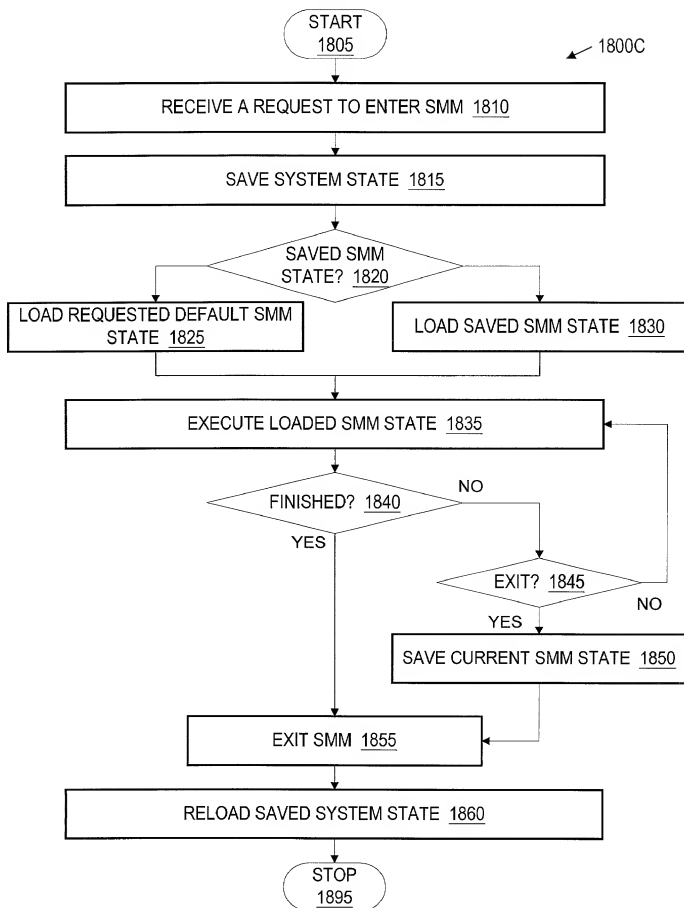 START
1805
1800C
RECEIVE A REQUEST TO ENTER SMM 1810
SAVE SYSTEM STATE 1815
SAVED SMM
STATE? 1820
LOAD REQUESTED DEFAULT SMM
STATE 1825
LOAD SAVED SMM STATE 1830
EXECUTE LOADED SMM STATE 1835
FINISHED? 1840
NO
YES
EXIT? 1845
NO
YES
SAVE CURRENT SMM STATE 1850
EXIT SMM 1855
RELOAD SAVED SYSTEM STATE 1860
STOP
1895